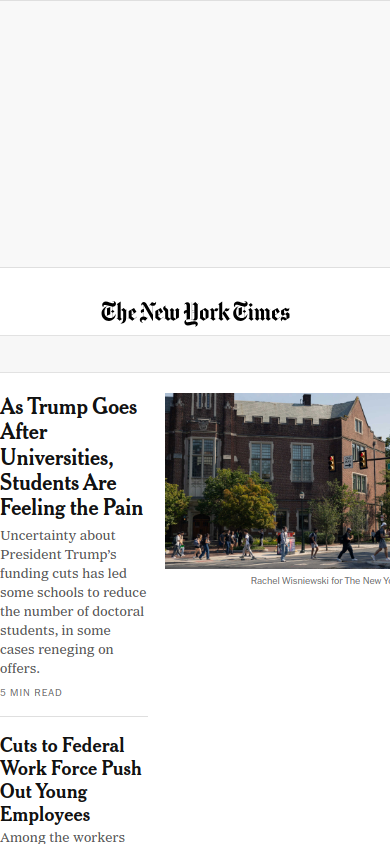 The New York Times
As Trump Goes
After
Universities,
Students Are
Feeling the Pain
Uncertainty about
President Trump’s
funding cuts has led
some schools to reduce
the number of doctoral
students, in some
cases reneging on
offers.
5 MIN READ
Rachel Wisniewski for The New
Cuts to Federal
Work Force Push
Out Young
Employees
Among the workers